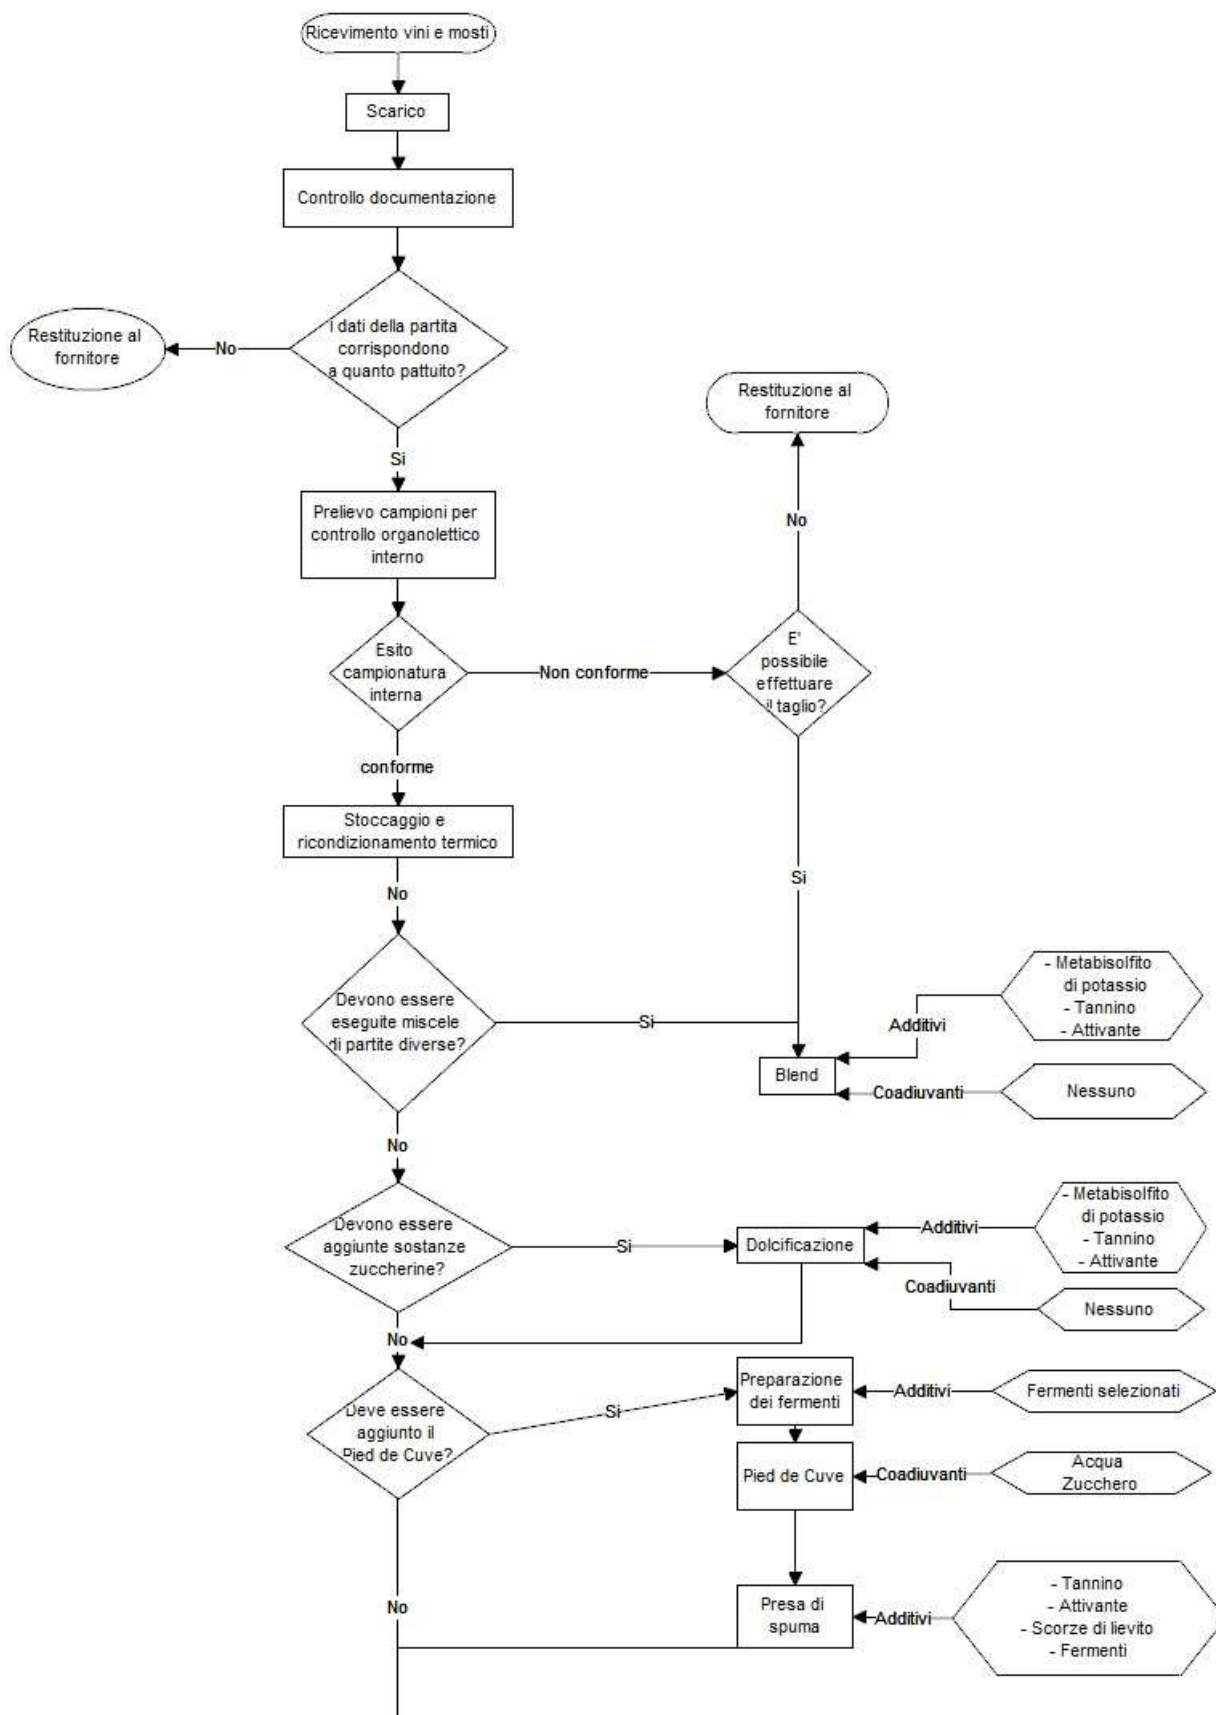 Ricevimento vini e mosti
Scarico
Controllo documentazione
I dati della partita
corrispondono
a quanto pattuito?
No
Restituzione al
fornitore
Si
Prelievo campioni per
controllo organolettico
interno
Esito
campionatura
interna
Non conforme
E'
possibile
effettuare
il taglio?
No
Restituzione al
fornitore
Si
conforme
Stoccaggio e
ricondizionamento termico
No
Devono essere
eseguite miscele
di partite diverse?
Si
Blend
Additivi
- Metabisolfito
di potassio
- Tannino
- Attivante
Coadiuvanti
Nessuno
No
Devono essere
aggiunte sostanze
zuccherine?
Si
Dolcificazione
Additivi
- Metabisolfito
di potassio
- Tannino
- Attivante
Coadiuvanti
Nessuno
No
Deve essere
aggiunto il
Pied de Cuve?
Si
Preparazione
dei fermenti
Additivi
Fermenti selezionati
Pied de Cuve
Coadiuvanti
Acqua
Zucchero
No
Presa di
spuma
Additivi
- Tannino
- Attivante
- Scorze di lievito
- Fermenti